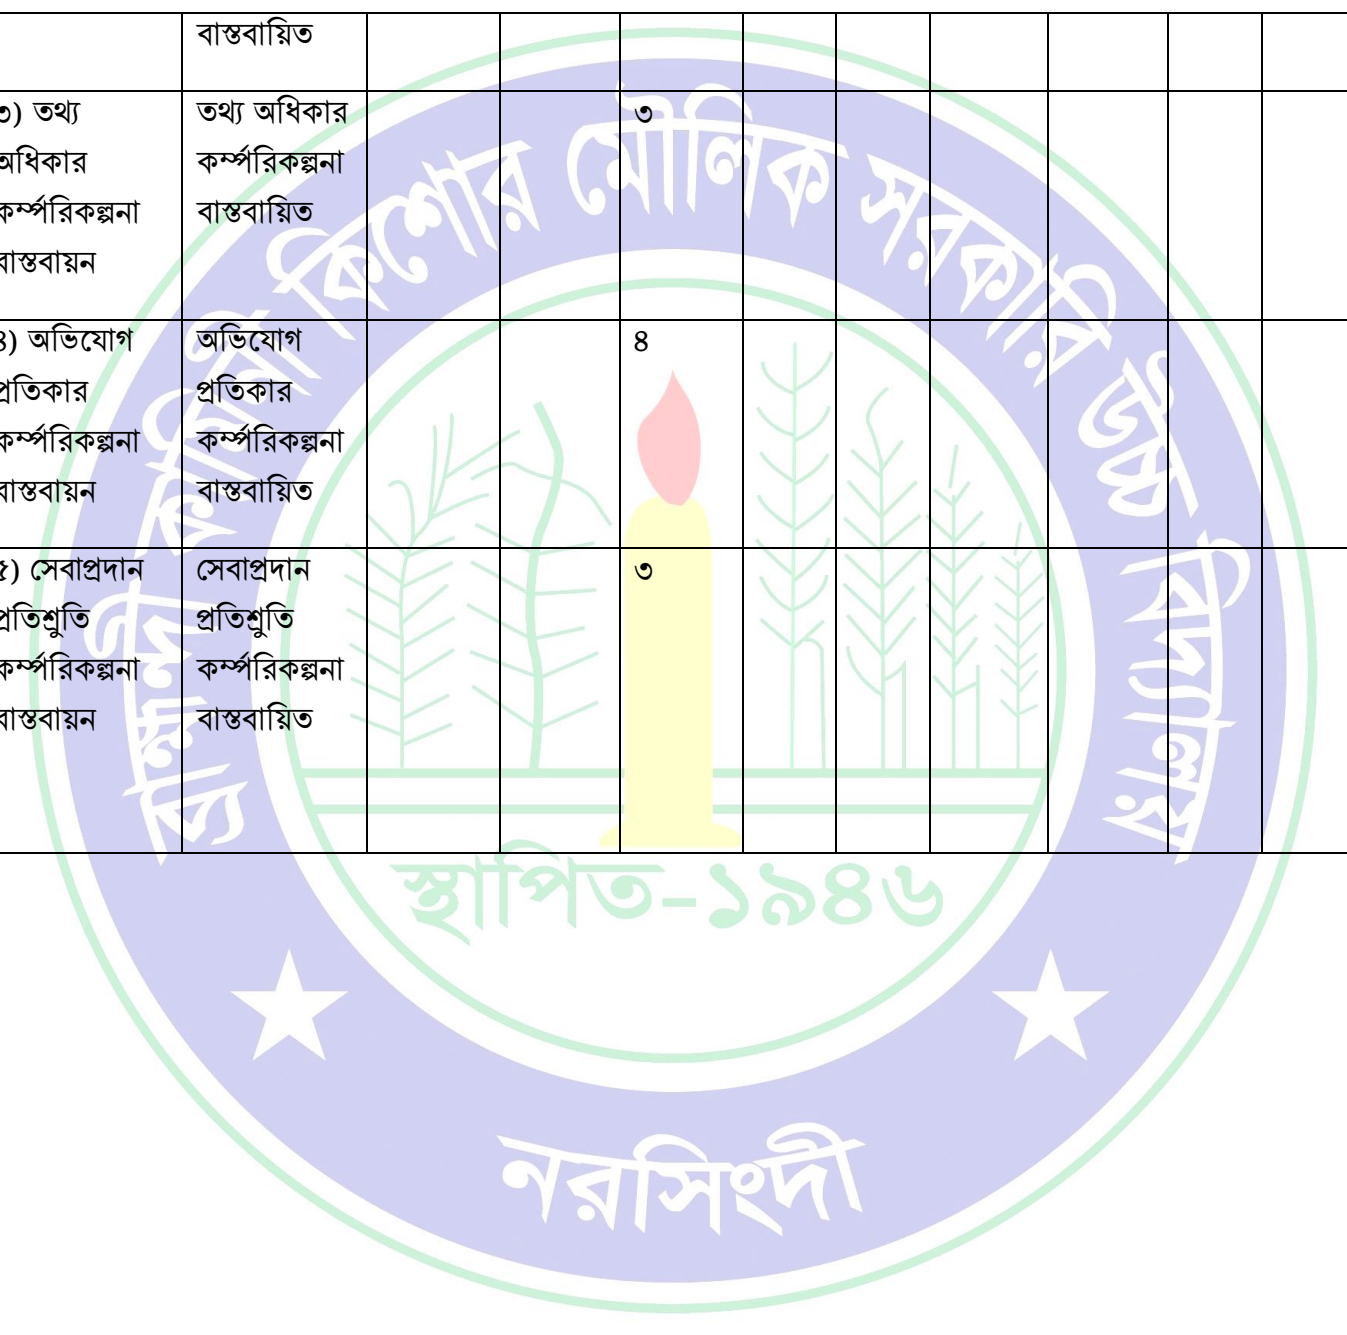 বাস্তবায়িত
৩) তথ্য
অধিকার
কর্ম্পরিকল্পনা
বাস্তবায়ন
তথ্য অধিকার
কর্ম্পরিকল্পনা
বাস্তবায়িত
৩
৪) অভিযোগ
প্রতিকার
কর্ম্পরিকল্পনা
বাস্তবায়ন
অভিযোগ
প্রতিকার
কর্ম্পরিকল্পনা
বাস্তবায়িত
৪
৫) সেবাপ্রদান
প্রতিশ্রুতি
কর্ম্পরিকল্পনা
বাস্তবায়ন
সেবাপ্রদান
প্রতিশ্রুতি
কর্ম্পরিকল্পনা
বাস্তবায়িত
৩
ব্রাহ্মন্দী কামিনী কিশোর মৌলিক সরকারি উচ্চ বিদ্যালয়
স্থাপিত-১৯৪৬
নরসিংদী